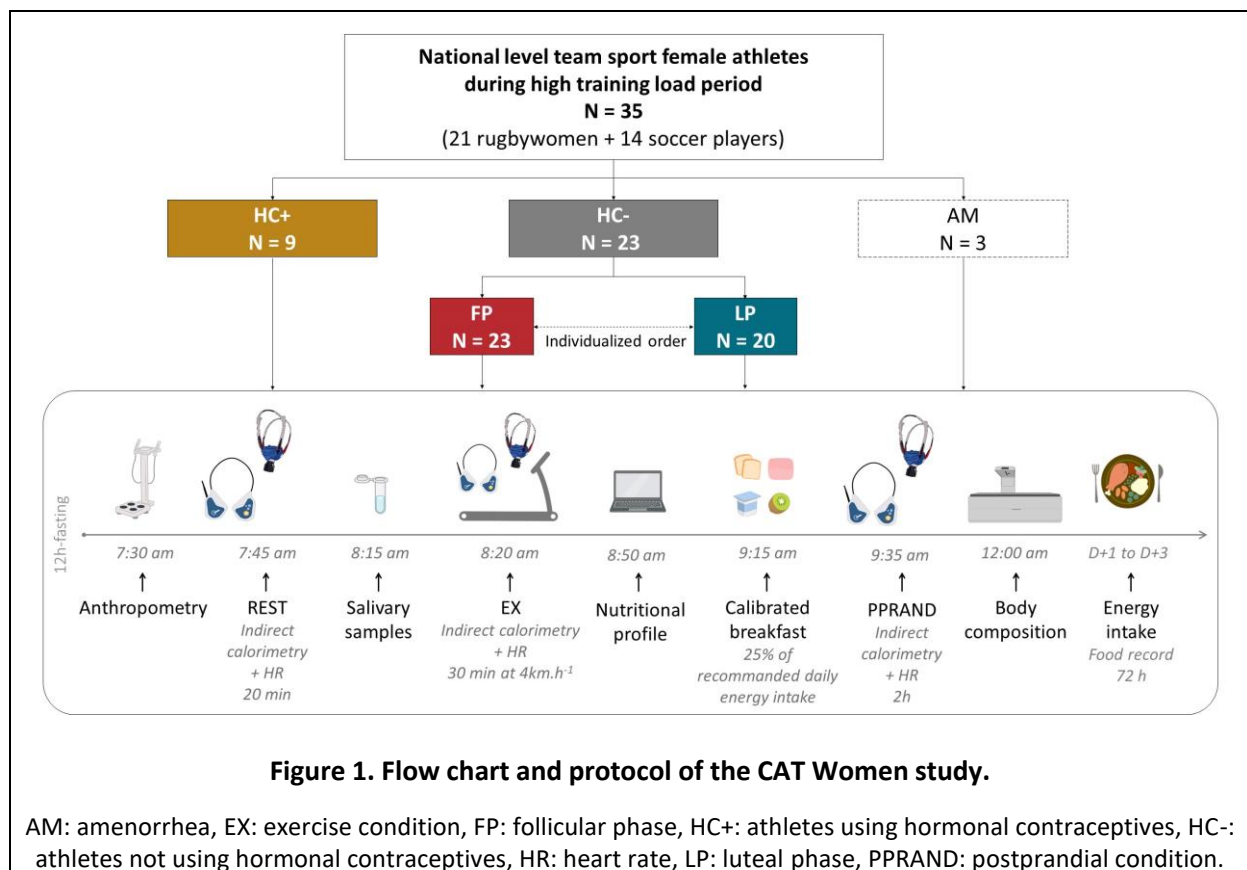 National level team sport female athletes
during high training load period
N = 35
(21 rugbywomen + 14 soccer players)
HC+
N = 9
HC-
N = 23
AM
N = 3
FP
N = 23
Individualized order
LP
N = 20
12h-fasting
7:30 am
7:45 am
8:15 am
8:20 am
8:50 am
9:15 am
9:35 am
12:00 am
D+1 to D+3
Anthropometry
REST
Indirect
calorimetry
+ HR
20 min
Salivary
samples
EX
Indirect calorimetry
+ HR
30 min at 4km.h⁻¹
Nutritional
profile
Calibrated
breakfast
25% of
recommanded daily
energy intake
PPRAND
Indirect
calorimetry
+ HR
2h
Body
composition
Energy
intake
Food record
72 h
Figure 1. Flow chart and protocol of the CAT Women study.
AM: amenorrhea, EX: exercise condition, FP: follicular phase, HC+: athletes using hormonal contraceptives, HC-:
athletes not using hormonal contraceptives, HR: heart rate, LP: luteal phase, PPRAND: postprandial condition.